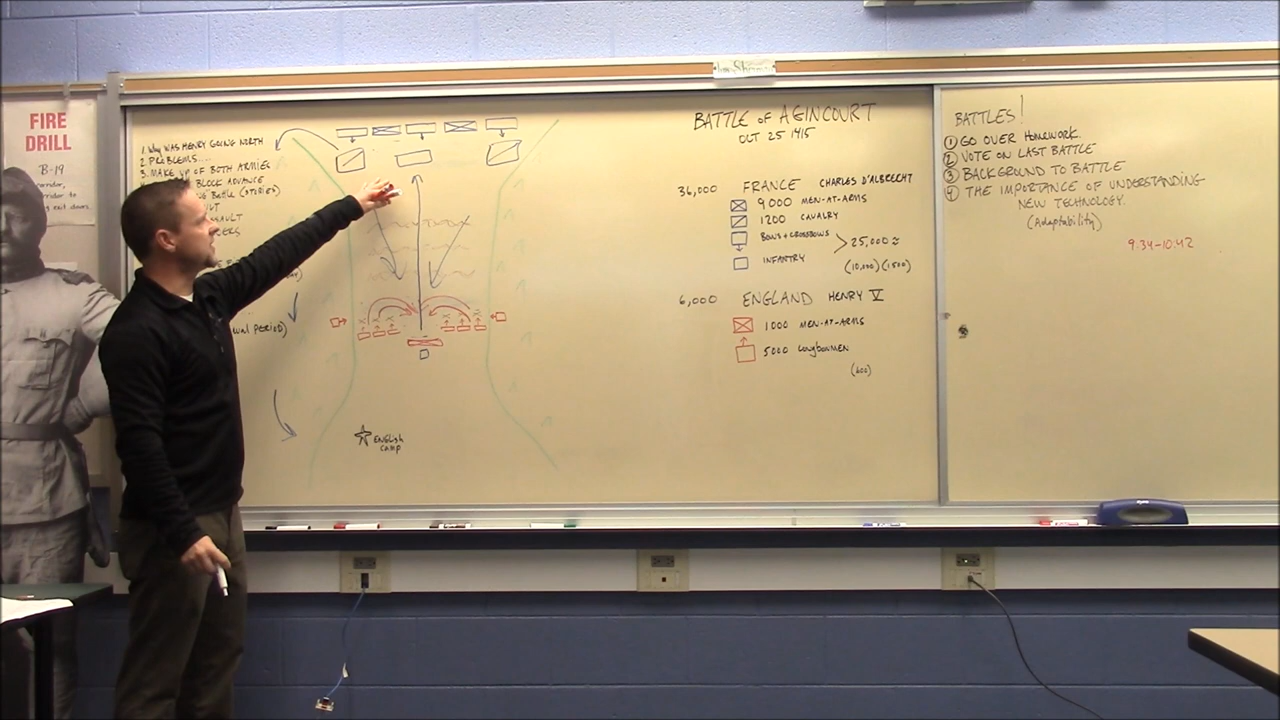 FIRE
DRILL
B-19
1. WHY WAS HENRY GOING NORTH
2. PROBLEMS....
3. MAKE UP OF BOTH ARMIES
BLOCK ADVANCE
BATTLE (STORIES)
ENGLISH
CAMP
BATTLE OF AGINCOURT
OCT 25 1415
36,000 FRANCE CHARLES D'ALBRECHT
9000 MEN-AT-ARMS
1200 CAVALRY
BOWS + CROSSBOWS
25,000 ≈
INFANTRY
(10,000) (1500)
6,000 ENGLAND HENRY V
1000 MEN-AT-ARMS
5000 LONGBOWMEN
(600)
BATTLES!
1 GO OVER HOMEWORK.
2 VOTE ON LAST BATTLE
3 BACKGROUND TO BATTLE
4 THE IMPORTANCE OF UNDERSTANDING
NEW TECHNOLOGY.
(Adaptability)
9:34-10:42